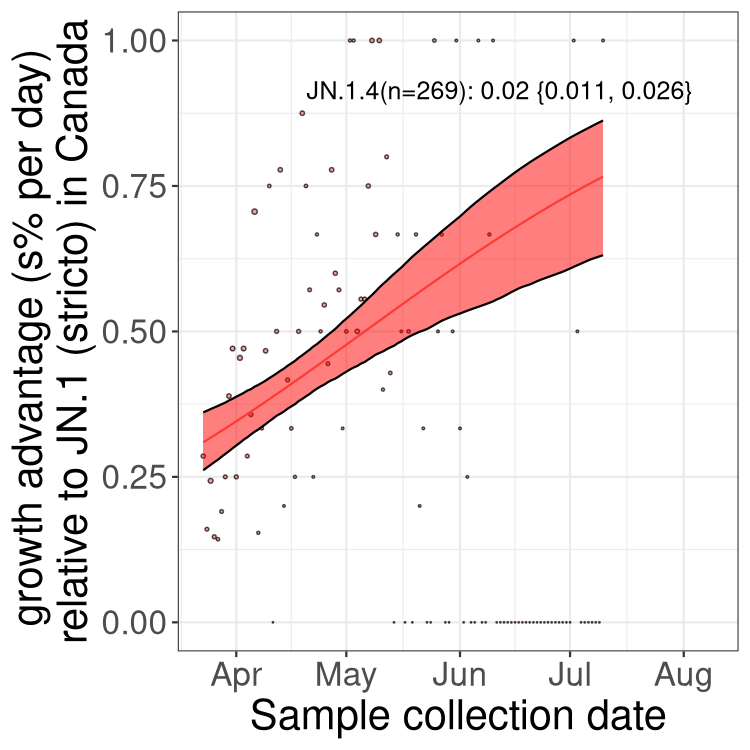 growth advantage (s% per day)
relative to JN.1 (stricto) in Canada
1.00
0.75
0.50
0.25
0.00
JN.1.4(n=269): 0.02 {0.011, 0.026}
Apr May Jun Jul Aug
Sample collection date